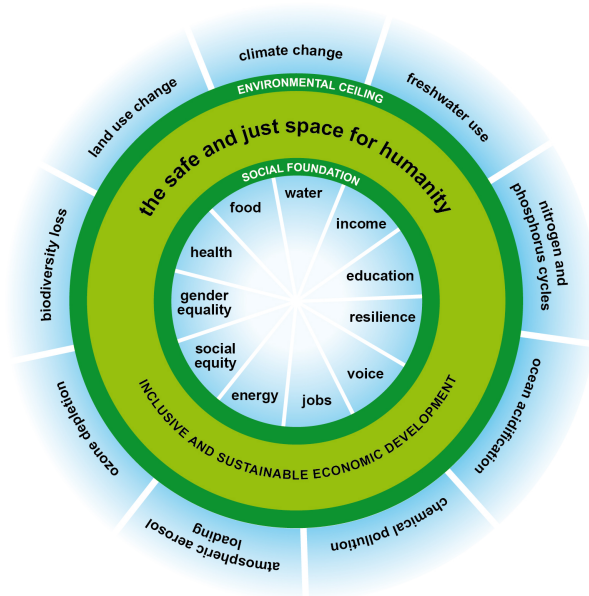 climate change
freshwater use
nitrogen and
phosphorus cycles
ocean acidification
chemical pollution
atmospheric aerosol
loading
ozone depletion
biodiversity loss
land use change
ENVIRONMENTAL CEILING
the safe and just space for humanity
SOCIAL FOUNDATION
water
income
education
resilience
voice
jobs
energy
social
equity
gender
equality
health
food
INCLUSIVE AND SUSTAINABLE ECONOMIC DEVELOPMENT